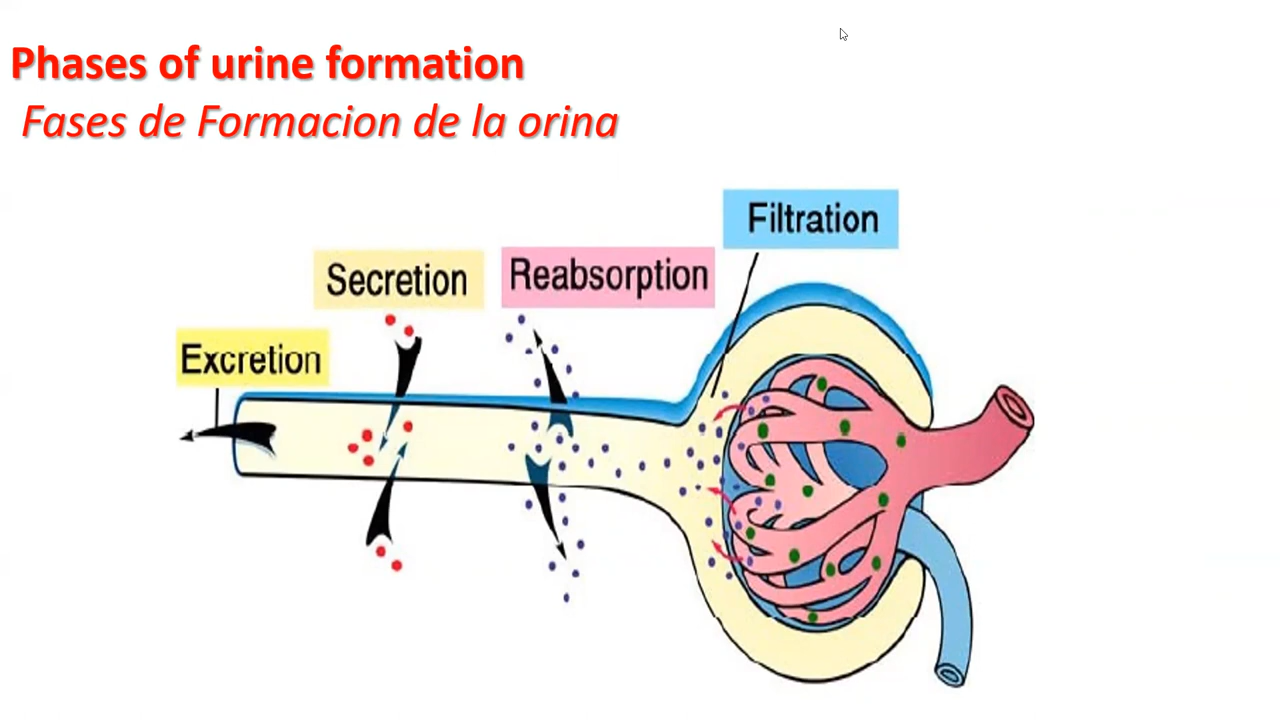 Phases of urine formation
Fases de Formacion de la orina
Filtration
Reabsorption
Secretion
Excretion